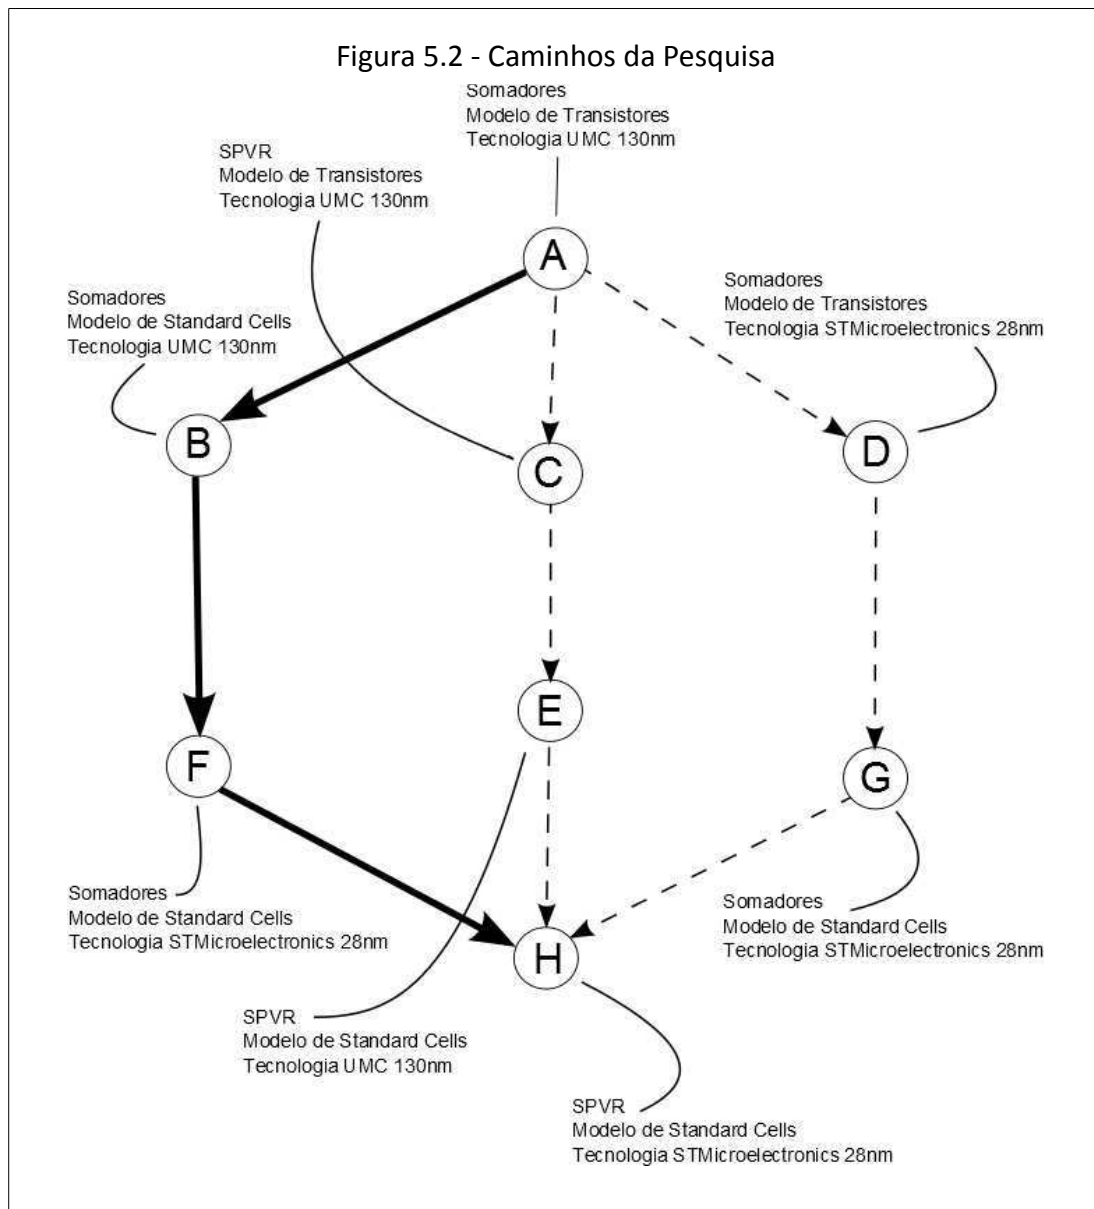 Figura 5.2 - Caminhos da Pesquisa
Somadores
Modelo de Transistores
Tecnologia UMC 130nm
SPVR
Modelo de Transistores
Tecnologia UMC 130nm
A
Somadores
Modelo de Transistores
Tecnologia STMicroelectronics 28nm
Somadores
Modelo de Standard Cells
Tecnologia UMC 130nm
B
C
D
E
F
G
Somadores
Modelo de Standard Cells
Tecnologia STMicroelectronics 28nm
Somadores
Modelo de Standard Cells
Tecnologia STMicroelectronics 28nm
H
SPVR
Modelo de Standard Cells
Tecnologia UMC 130nm
SPVR
Modelo de Standard Cells
Tecnologia STMicroelectronics 28nm